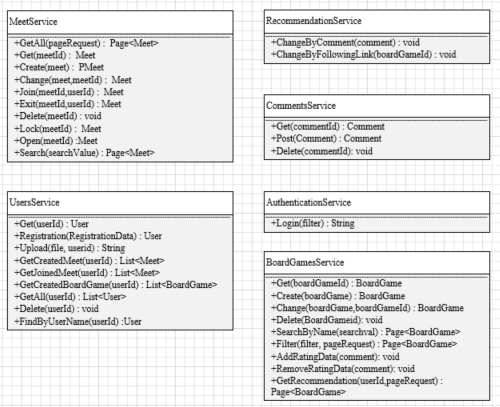 MeetService
+GetAll(pageRequest) : Page<Meet>
+Get(meetId) : Meet
+Create(meet) : PMeet
+Change(meet,meetId) : Meet
+Join(meetId,userId) : Meet
+Exit(meetId,userId) : Meet
+Delete(meetId) : void
+Lock(meetId) : Meet
+Open(meetId) :Meet
+Search(searchValue) : Page<Meet>
UsersService
+Get(userId) : User
+Registration(RegistrationData) : User
+Upload(file, userid) : String
+GetCreatedMeet(userId) : List<Meet>
+GetJoinedMeet(userId) : List<Meet>
+GetCreatedBoardGame(userId) : List<BoardGame>
+GetAll(userId) : List<User>
+Delete(userId) : void
+FindByUserName(userId) :User
RecommendationService
+ChangeByComment(comment) : void
+ChangeByFollowingLink(boardGameId) : void
CommentsService
+Get(commentId) : Comment
+Post(Comment) : Comment
+Delete(commentId): void
AuthenticationService
+Login(filter) : String
BoardGamesService
+Get(boardGameId) : BoardGame
+Create(boardGame) : BoardGame
+Change(boardGame,boardGameId) : BoardGame
+Delete(BoardGameid): void
+SearchByName(searchval) : Page<BoardGame>
+Filter(filter, pageRequest) : Page<BoardGame>
+AddRatingData(comment): void
+RemoveRatingData(comment): void
+GetRecommendation(userId,pageRequest) :
Page<BoardGame>